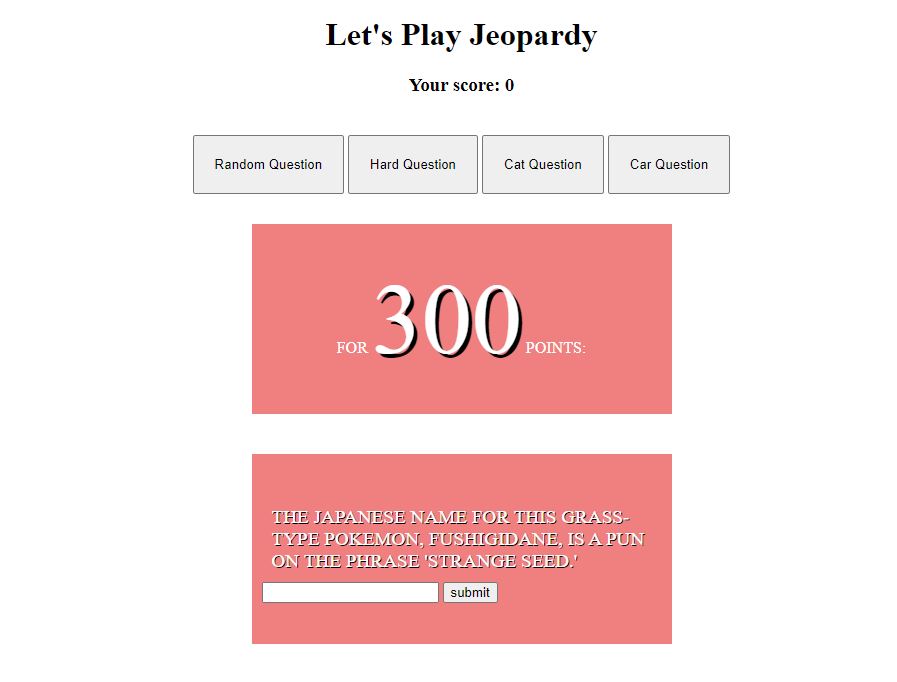 Let's Play Jeopardy
Your score: 0
Random Question Hard Question Cat Question Car Question
FOR 300 POINTS:
THE JAPANESE NAME FOR THIS GRASS-
TYPE POKEMON, FUSHIGIDANE, IS A PUN
ON THE PHRASE 'STRANGE SEED.'
submit